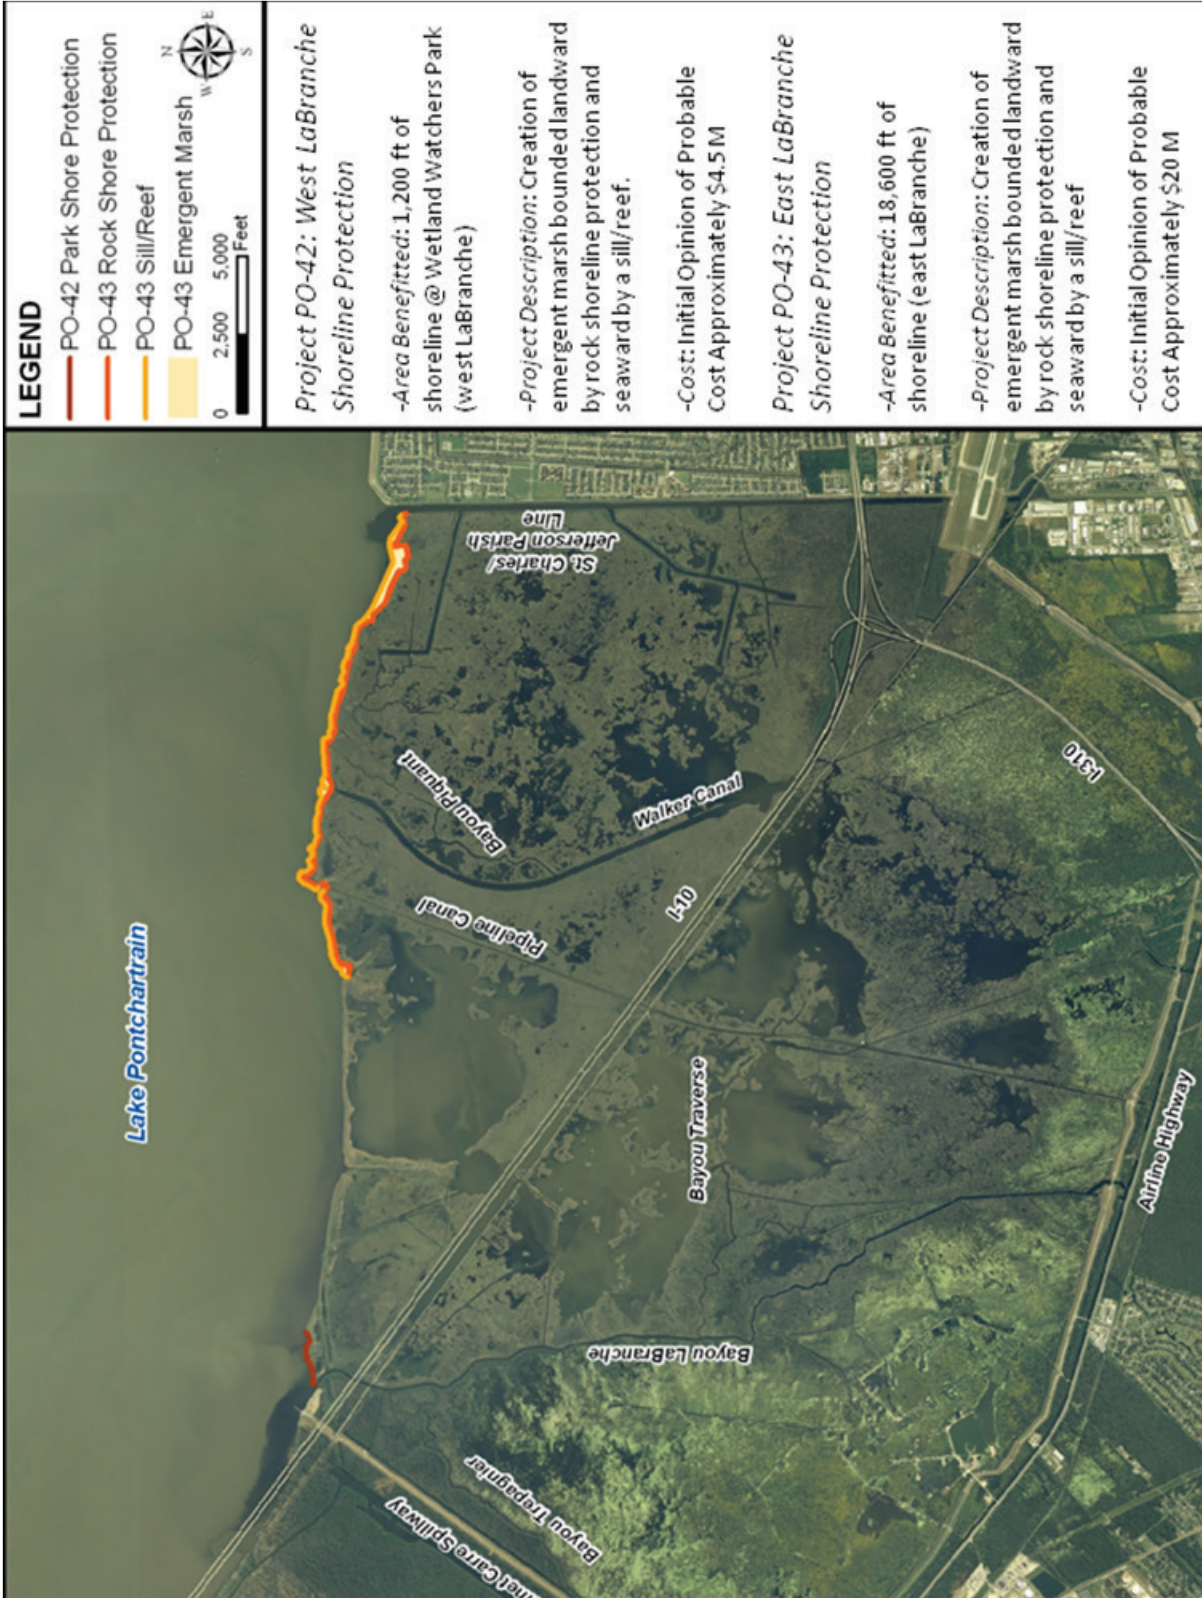 LEGEND
PO-42 Park Shore Protection
PO-43 Rock Shore Protection
PO-43 Sill/Reef
PO-43 Emergent Marsh
N
E
S
W
0 2,500 5,000
Feet
Project PO-42: West LaBranche
Shoreline Protection
-Area Benefitted: 1,200 ft of
shoreline @ Wetland Watchers Park
(west LaBranche)
-Project Description: Creation of
emergent marsh bounded landward
by rock shoreline protection and
seaward by a sill/reef.
-Cost: Initial Opinion of Probable
Cost Approximately $4.5 M
Project PO-43: East LaBranche
Shoreline Protection
-Area Benefitted: 18,600 ft of
shoreline (east LaBranche)
-Project Description: Creation of
emergent marsh bounded landward
by rock shoreline protection and
seaward by a sill/reef
-Cost: Initial Opinion of Probable
Cost Approximately $20 M
Lake Pontchartrain
St. Charles/
Jefferson Parish
Line
Bayou Piquant
Walker Canal
Pipeline Canal
I-10
I-310
Bayou Traverse
Airline Highway
Bayou LaBranche
Bayou Trepagnier
net Carre Spillway